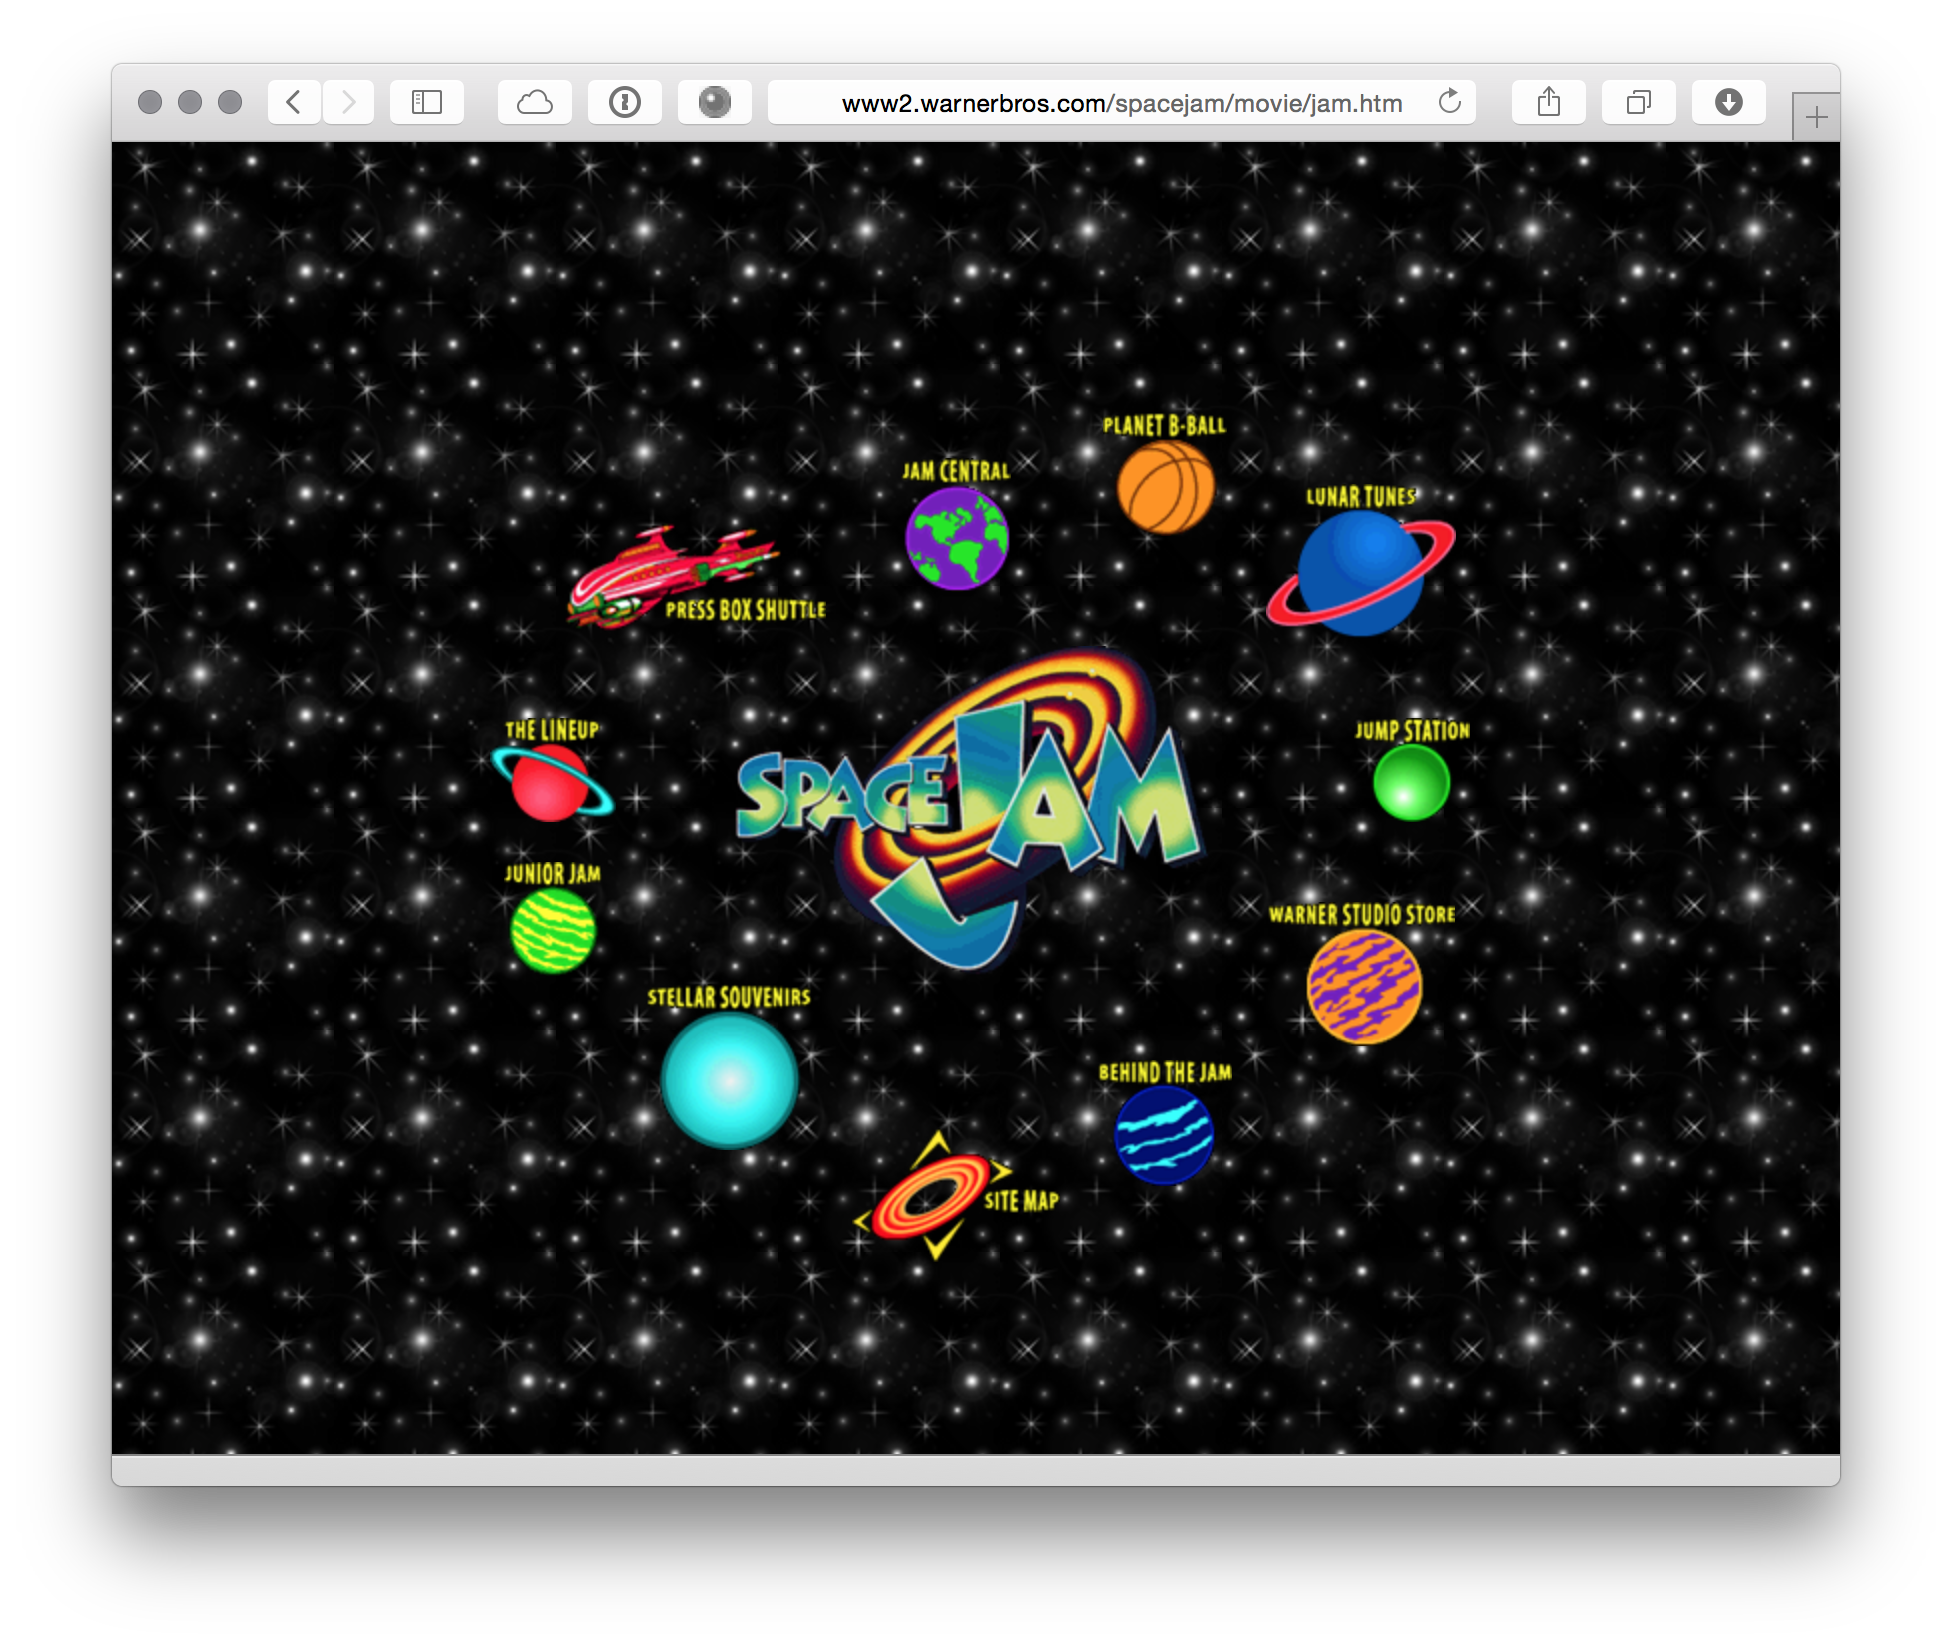 www2.warnerbros.com/spacejam/movie/jam.htm
PLANET B-BALL
JAM CENTRAL
LUNAR TUNES
PRESS BOX SHUTTLE
SPACE JAM
THE LINEUP
JUMP STATION
JUNIOR JAM
WARNER STUDIO STORE
STELLAR SOUVENIRS
BEHIND THE JAM
SITE MAP